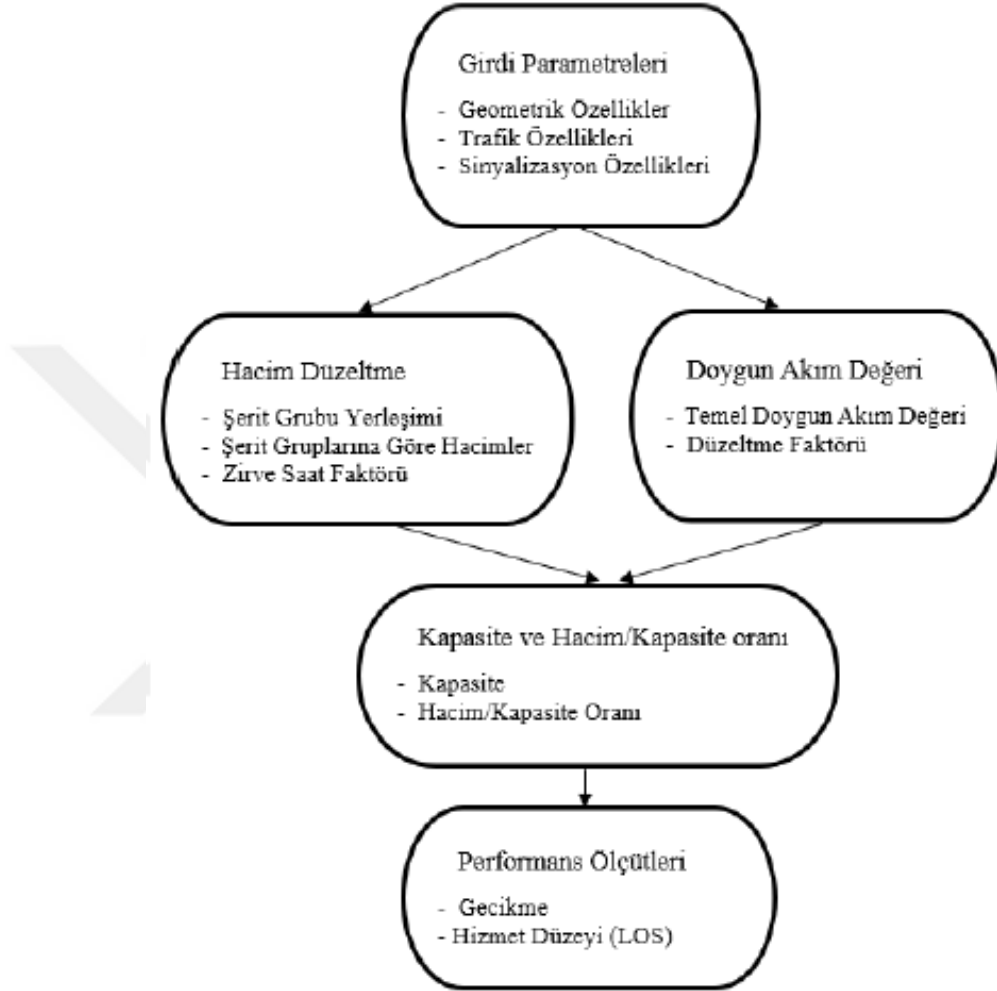 Girdi Parametreleri
- Geometrik Özellikler
- Trafik Özellikleri
- Sinyalizasyon Özellikleri
Hacim Düzeltme
- Şerit Grubu Yerleşimi
- Şerit Gruplarına Göre Hacimler
- Zirve Saat Faktörü
Doygun Akım Değeri
- Temel Doygun Akım Değeri
- Düzeltme Faktörü
Kapasite ve Hacim/Kapasite oranı
- Kapasite
- Hacim/Kapasite Oranı
Performans Ölçütleri
- Gecikme
- Hizmet Düzeyi (LOS)